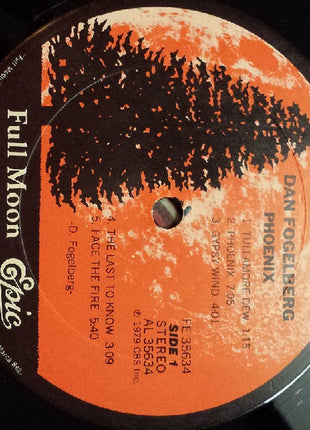 DAN FOGELBERG
PHOENIX
1. TULLAMORE DEW 1:15
2. PHOENIX 7:05
3. GYPSY WIND 4:01
4. THE LAST TO KNOW 3:09
5. FACE THE FIRE 5:40
-D. Fogelberg-
FE 35634
SIDE 1
STEREO
AL 35634
℗ 1979 CBS Inc.
Full Moon
Epic